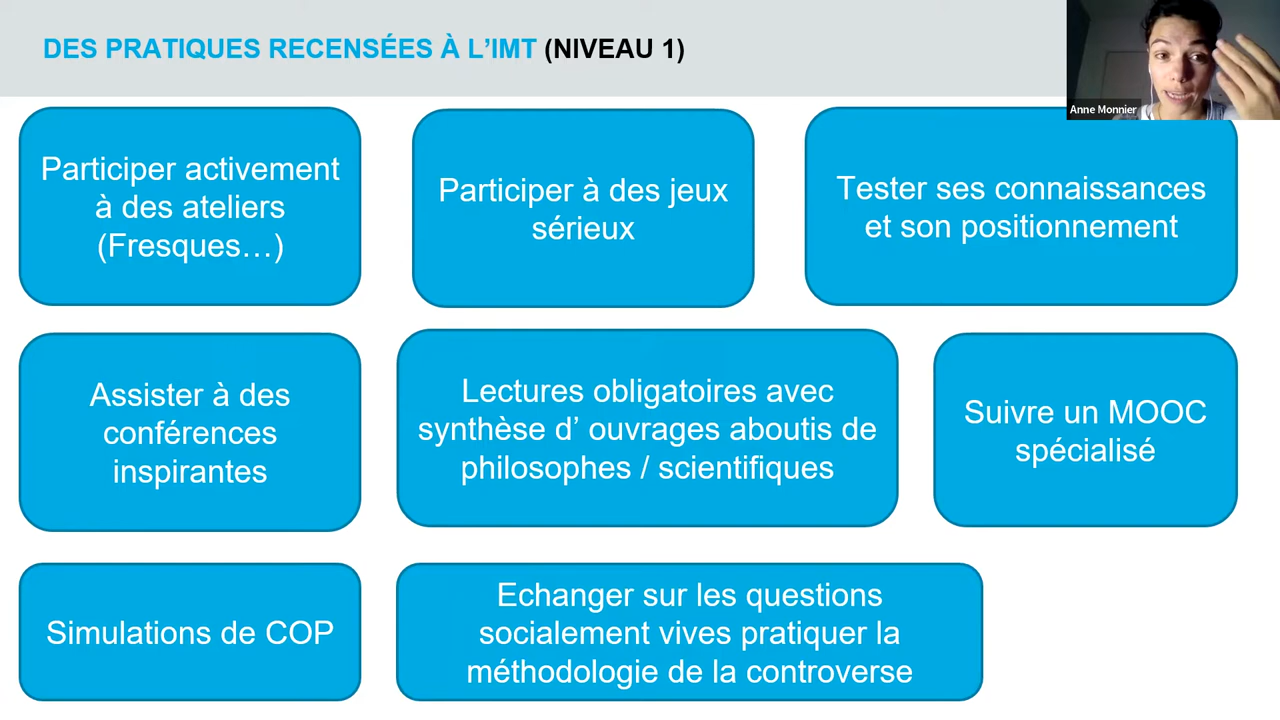 DES PRATIQUES RECENSÉES À L'IMT (NIVEAU 1)
Anne Monnier
Participer activement
à des ateliers
(Fresques…)
Participer à des jeux
sérieux
Tester ses connaissances
et son positionnement
Assister à des
conférences
inspirantes
Lectures obligatoires avec
synthèse d’ ouvrages aboutis de
philosophes / scientifiques
Suivre un MOOC
spécialisé
Simulations de COP
Echanger sur les questions
socialement vives pratiquer la
méthodologie de la controverse